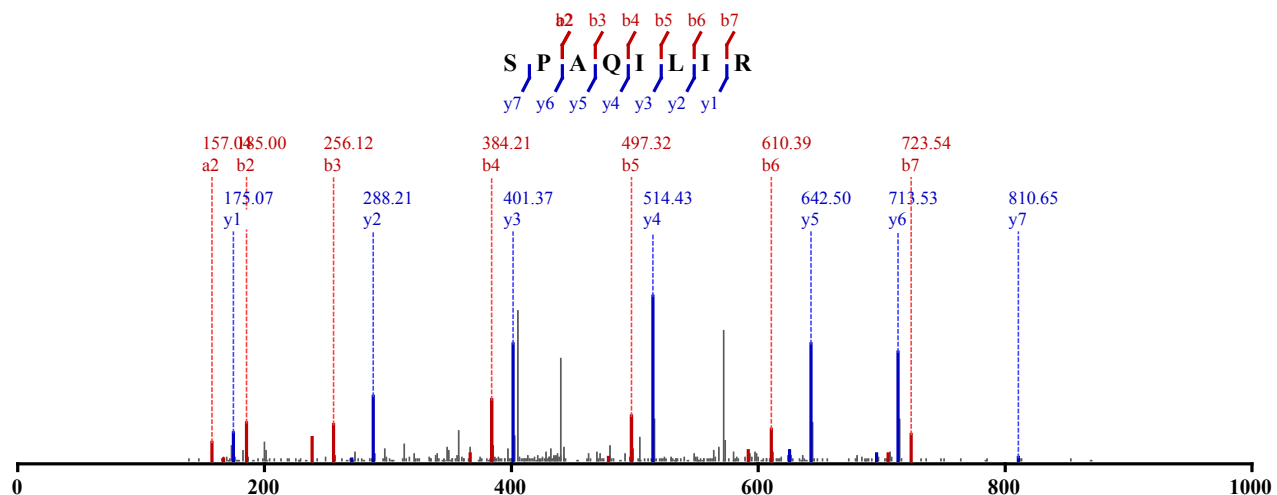 a2 b2 b3 b4 b5 b6 b7
S P A Q I L I R
y7 y6 y5 y4 y3 y2 y1
157.04 185.00 256.12 384.21 497.32 610.39 723.54
a2 b2 b3 b4 b5 b6 b7
175.07 288.21 401.37 514.43 642.50 713.53 810.65
y1 y2 y3 y4 y5 y6 y7
0 200 400 600 800 1000